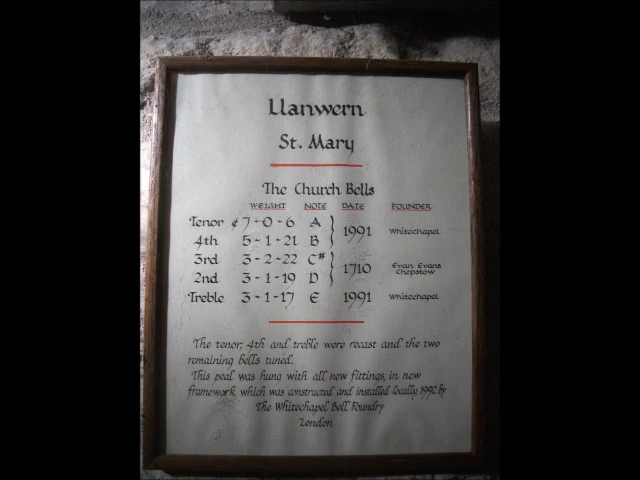 Llanwern
St. Mary
The Church Bells
WEIGHT NOTE DATE FOUNDER
Tenor ¢ 7-0-6 A
1991 Whitechapel
4th 5-1-21 B
3rd 3-2-22 C#
1710 Evan Evans
Chepstow
2nd 3-1-19 D
Treble 3-1-17 E 1991 Whitechapel
The tenor, 4th and treble were recast and the two
remaining bells tuned.
This peal was hung with all new fittings, in new
framework, which was constructed and installed locally, 1992 by
The Whitechapel Bell Foundry
London